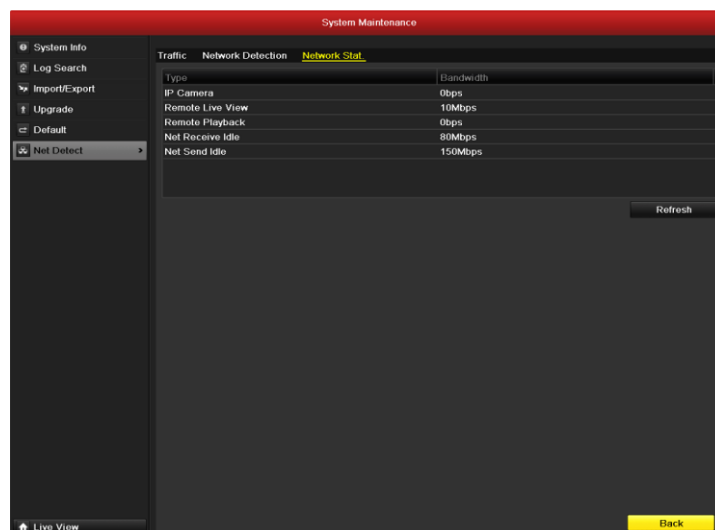 System Maintenance
System Info
Log Search
Import/Export
Upgrade
Default
Net Detect >
Live View
Traffic Network Detection Network Stat.
Type Bandwidth
IP Camera 0bps
Remote Live View 10Mbps
Remote Playback 0bps
Net Receive Idle 80Mbps
Net Send Idle 150Mbps
Refresh
Back